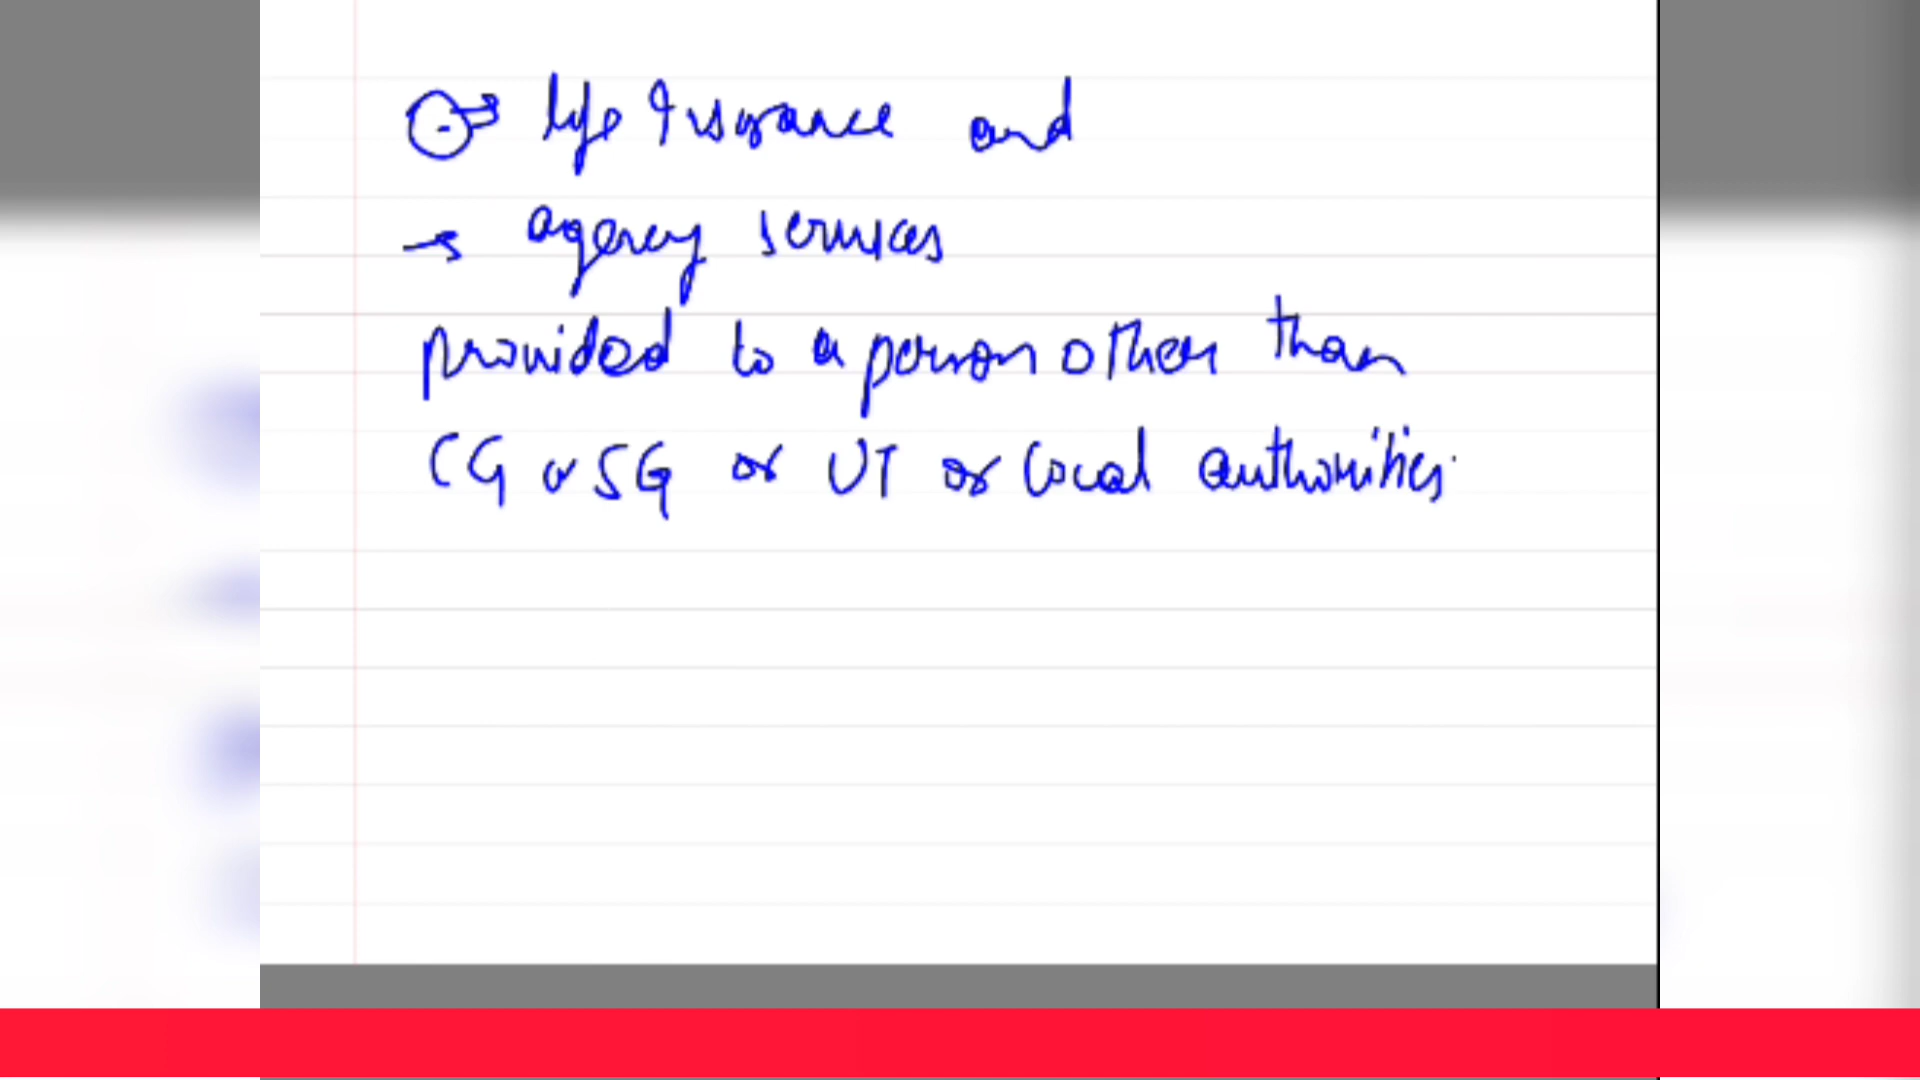 → life Insurance and
→ agency services
provided to a person other than
CG or SG or UT or local authorities.